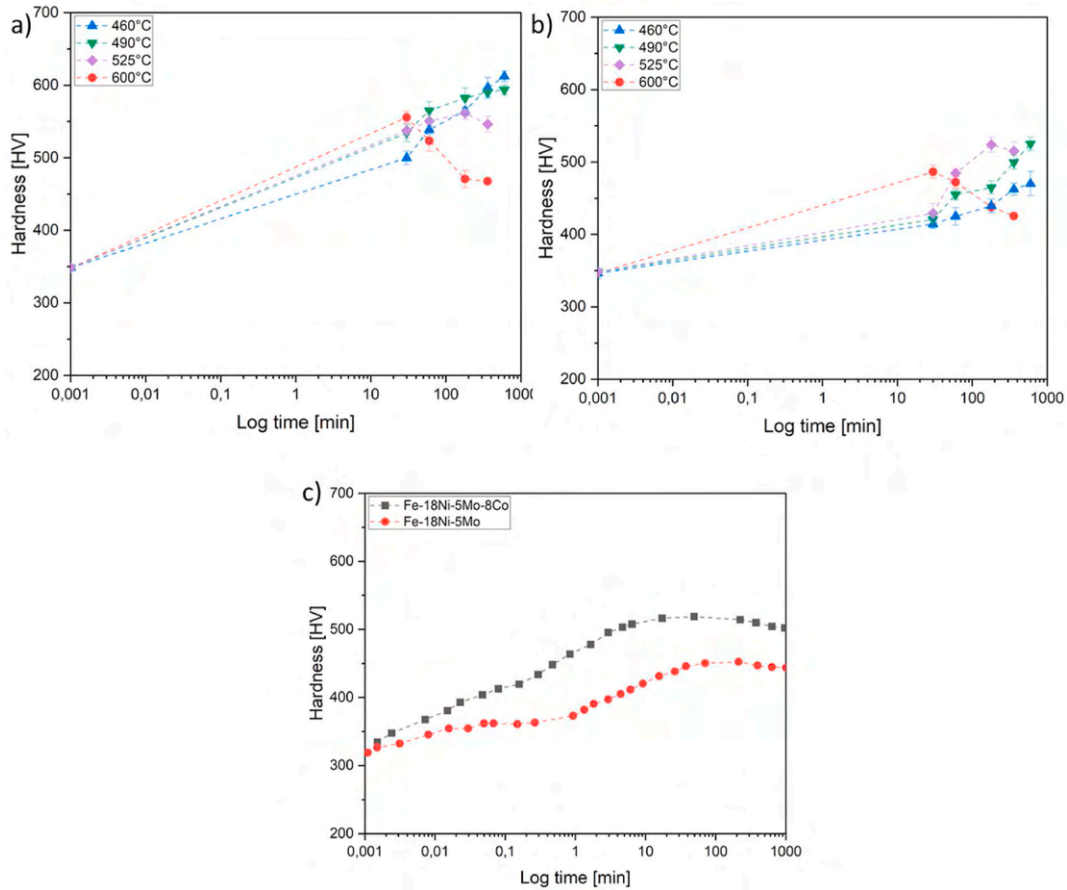 a)
700
600
500
400
300
200
Hardness [HV]
460°C
490°C
525°C
600°C
0,001 0,01 0,1 1 10 100 1000
Log time [min]
b)
700
600
500
400
300
200
Hardness [HV]
460°C
490°C
525°C
600°C
0,001 0,01 0,1 1 10 100 1000
Log time [min]
c)
700
600
500
400
300
200
Hardness [HV]
Fe-18Ni-5Mo-8Co
Fe-18Ni-5Mo
0,001 0,01 0,1 1 10 100 1000
Log time [min]